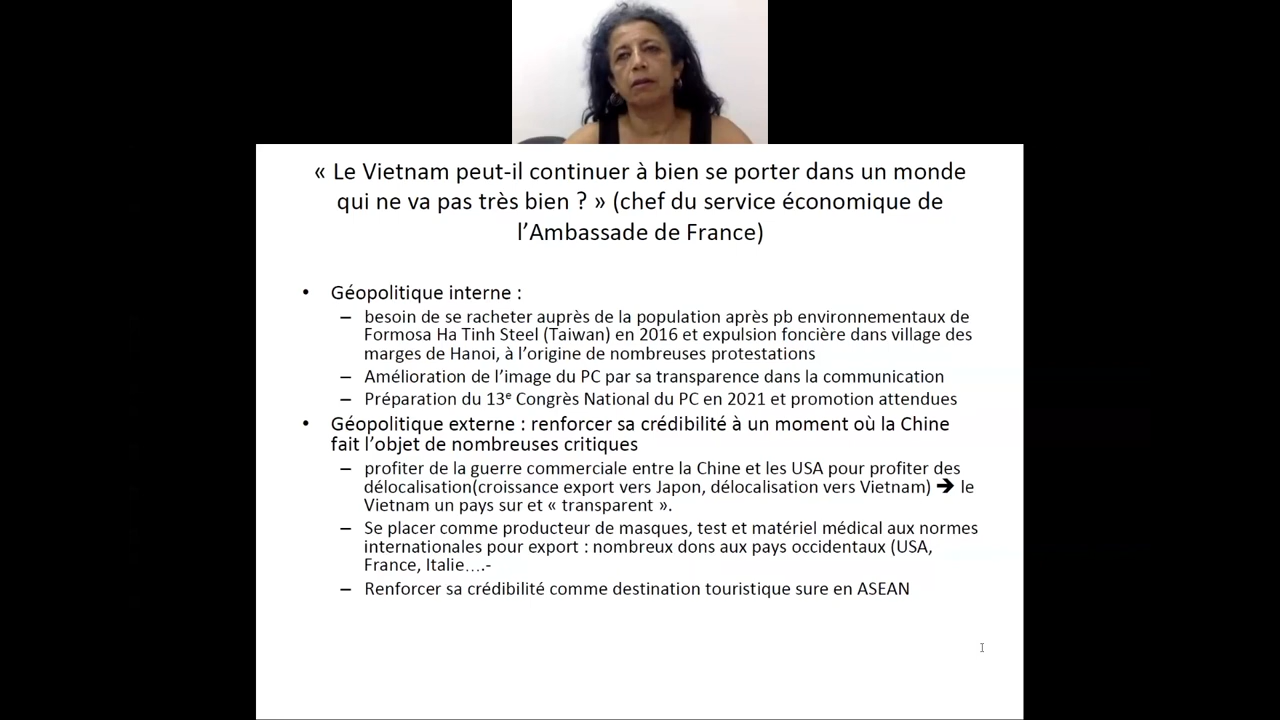 « Le Vietnam peut-il continuer à bien se porter dans un monde
qui ne va pas très bien ? » (chef du service économique de
l’Ambassade de France)
• Géopolitique interne :
– besoin de se racheter auprès de la population après pb environnementaux de
Formosa Ha Tinh Steel (Taiwan) en 2016 et expulsion foncière dans village des
marges de Hanoi, à l’origine de nombreuses protestations
– Amélioration de l’image du PC par sa transparence dans la communication
– Préparation du 13e Congrès National du PC en 2021 et promotion attendues
• Géopolitique externe : renforcer sa crédibilité à un moment où la Chine
fait l’objet de nombreuses critiques
– profiter de la guerre commerciale entre la Chine et les USA pour profiter des
délocalisation(croissance export vers Japon, délocalisation vers Vietnam) ➔ le
Vietnam un pays sur et « transparent ».
– Se placer comme producteur de masques, test et matériel médical aux normes
internationales pour export : nombreux dons aux pays occidentaux (USA,
France, Italie….-
– Renforcer sa crédibilité comme destination touristique sure en ASEAN